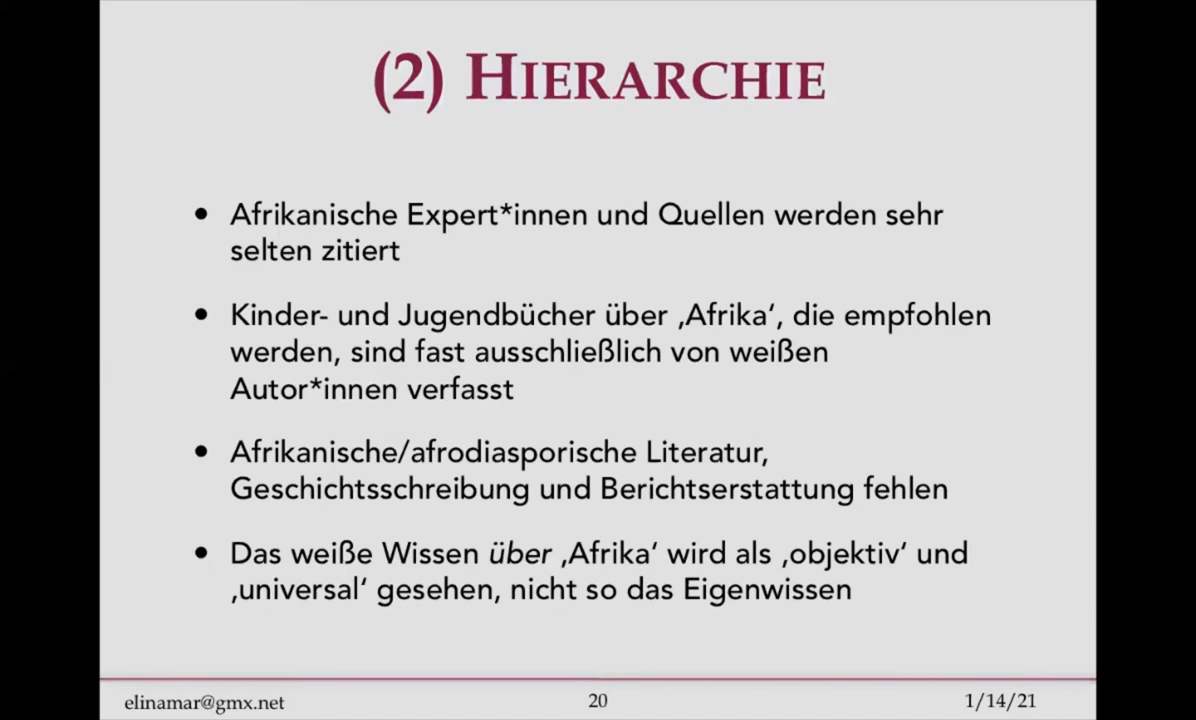 (2) HIERARCHIE
• Afrikanische Expert*innen und Quellen werden sehr
selten zitiert
• Kinder- und Jugendbücher über ‚Afrika‘, die empfohlen
werden, sind fast ausschließlich von weißen
Autor*innen verfasst
• Afrikanische/afrodiasporische Literatur,
Geschichtsschreibung und Berichtserstattung fehlen
• Das weiße Wissen über ‚Afrika‘ wird als ‚objektiv‘ und
‚universal‘ gesehen, nicht so das Eigenwissen
elinamar@gmx.net 20 1/14/21